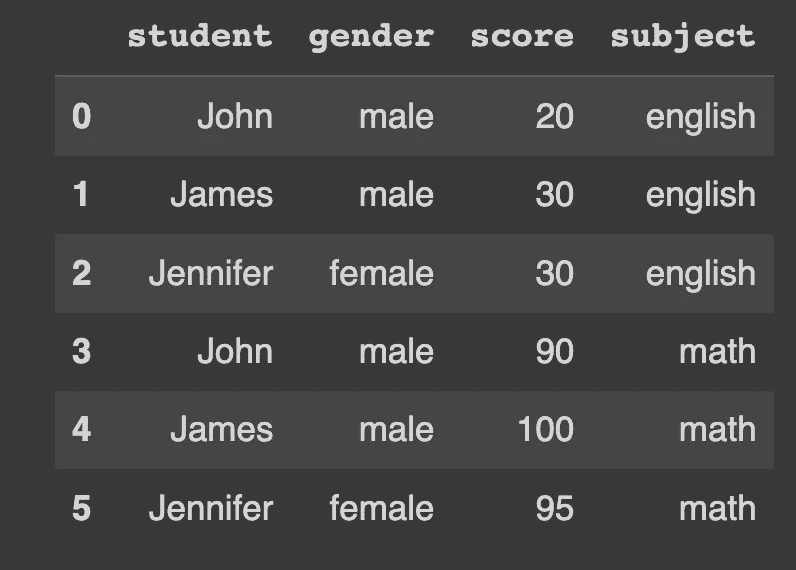 student gender score subject
0 John male 20 english
1 James male 30 english
2 Jennifer female 30 english
3 John male 90 math
4 James male 100 math
5 Jennifer female 95 math